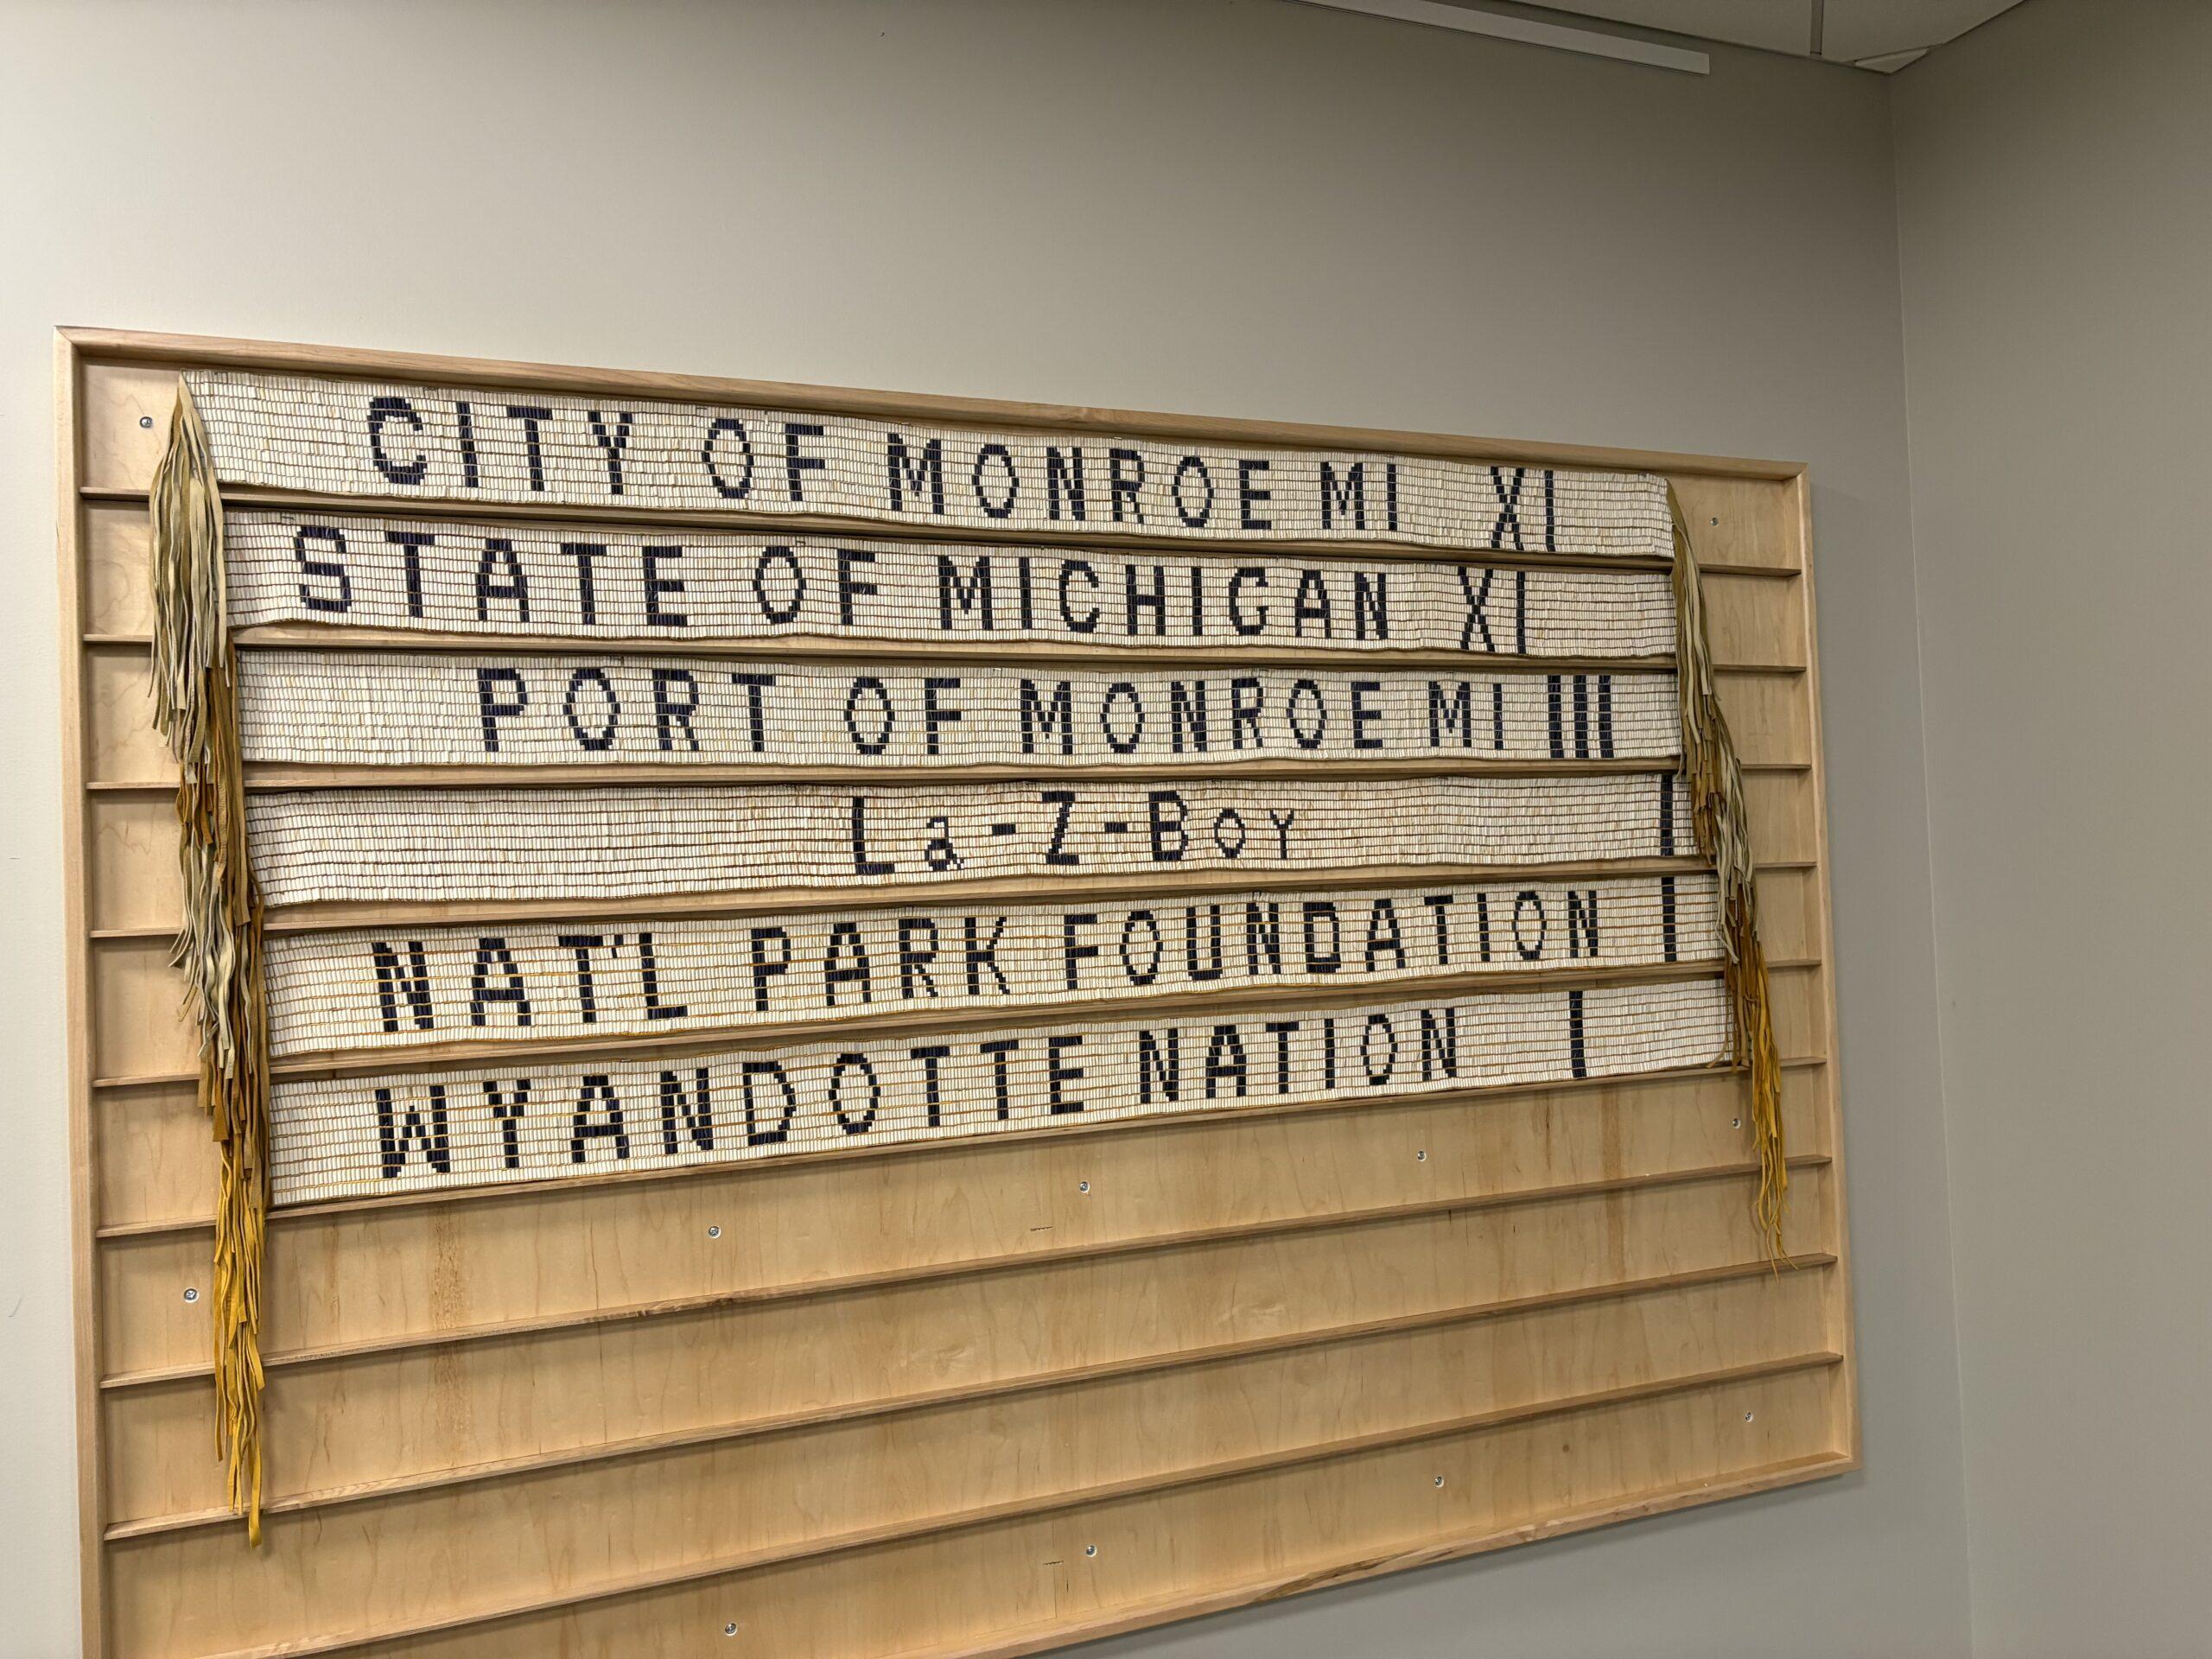 CITY OF MONROE MI XI
STATE OF MICHIGAN XI
PORT OF MONROE MI III
La-Z-Boy I
NAT'L PARK FOUNDATION I
WYANDOTTE NATION I